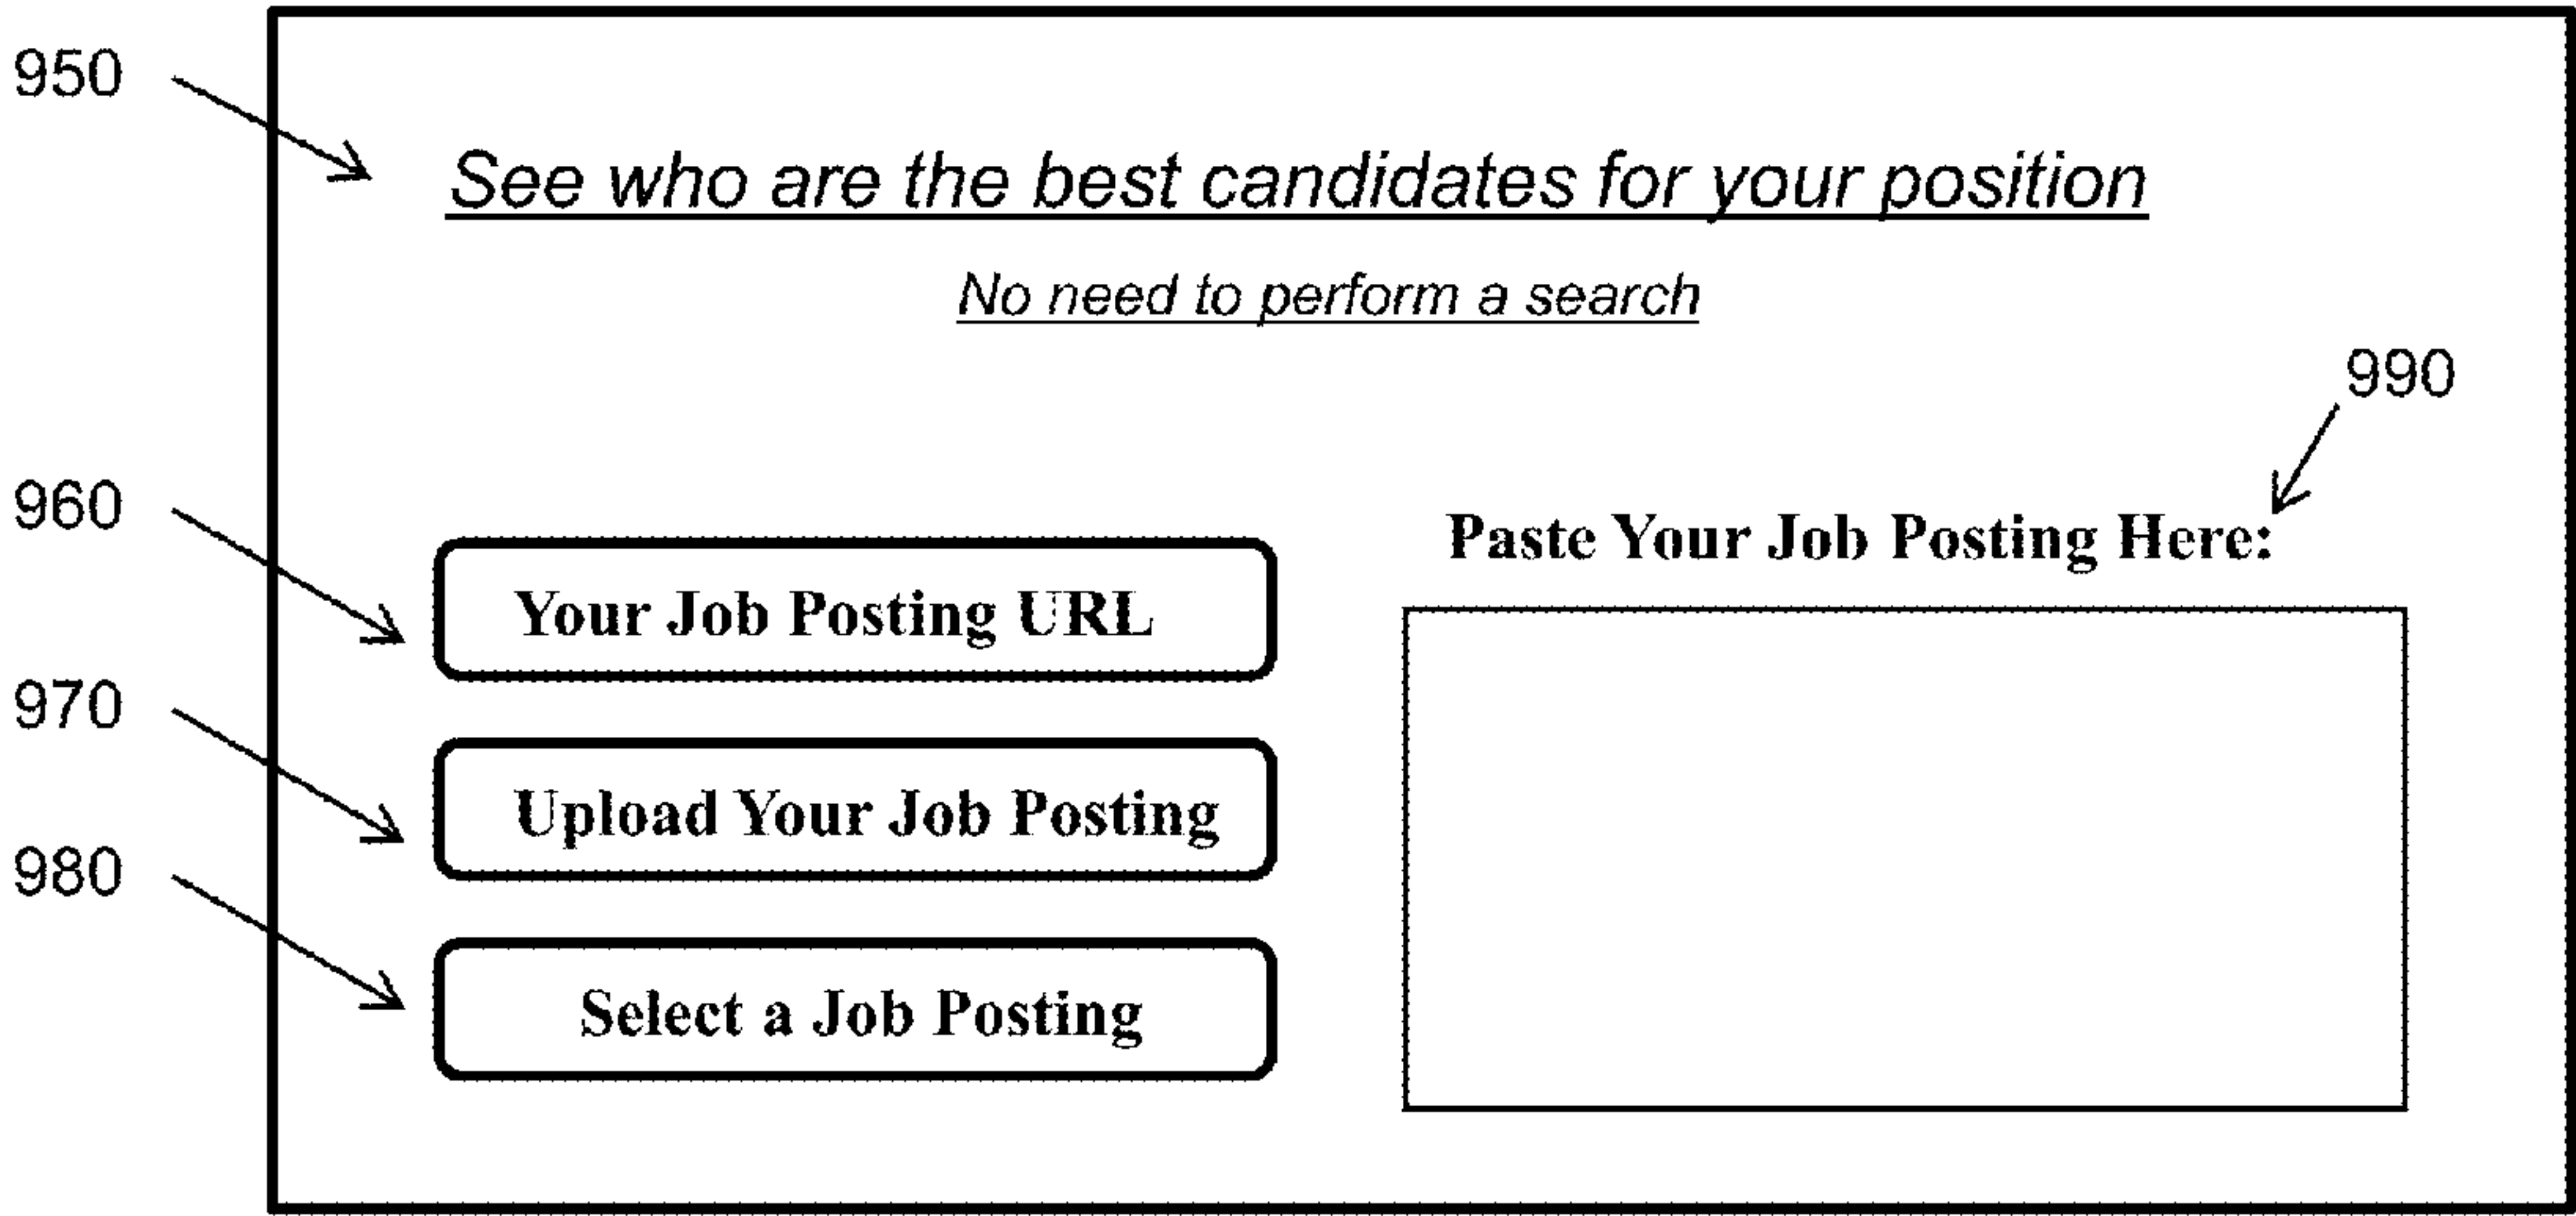 950
See who are the best candidates for your position
No need to perform a search
990
Paste Your Job Posting Here:
960
Your Job Posting URL
970
Upload Your Job Posting
980
Select a Job Posting